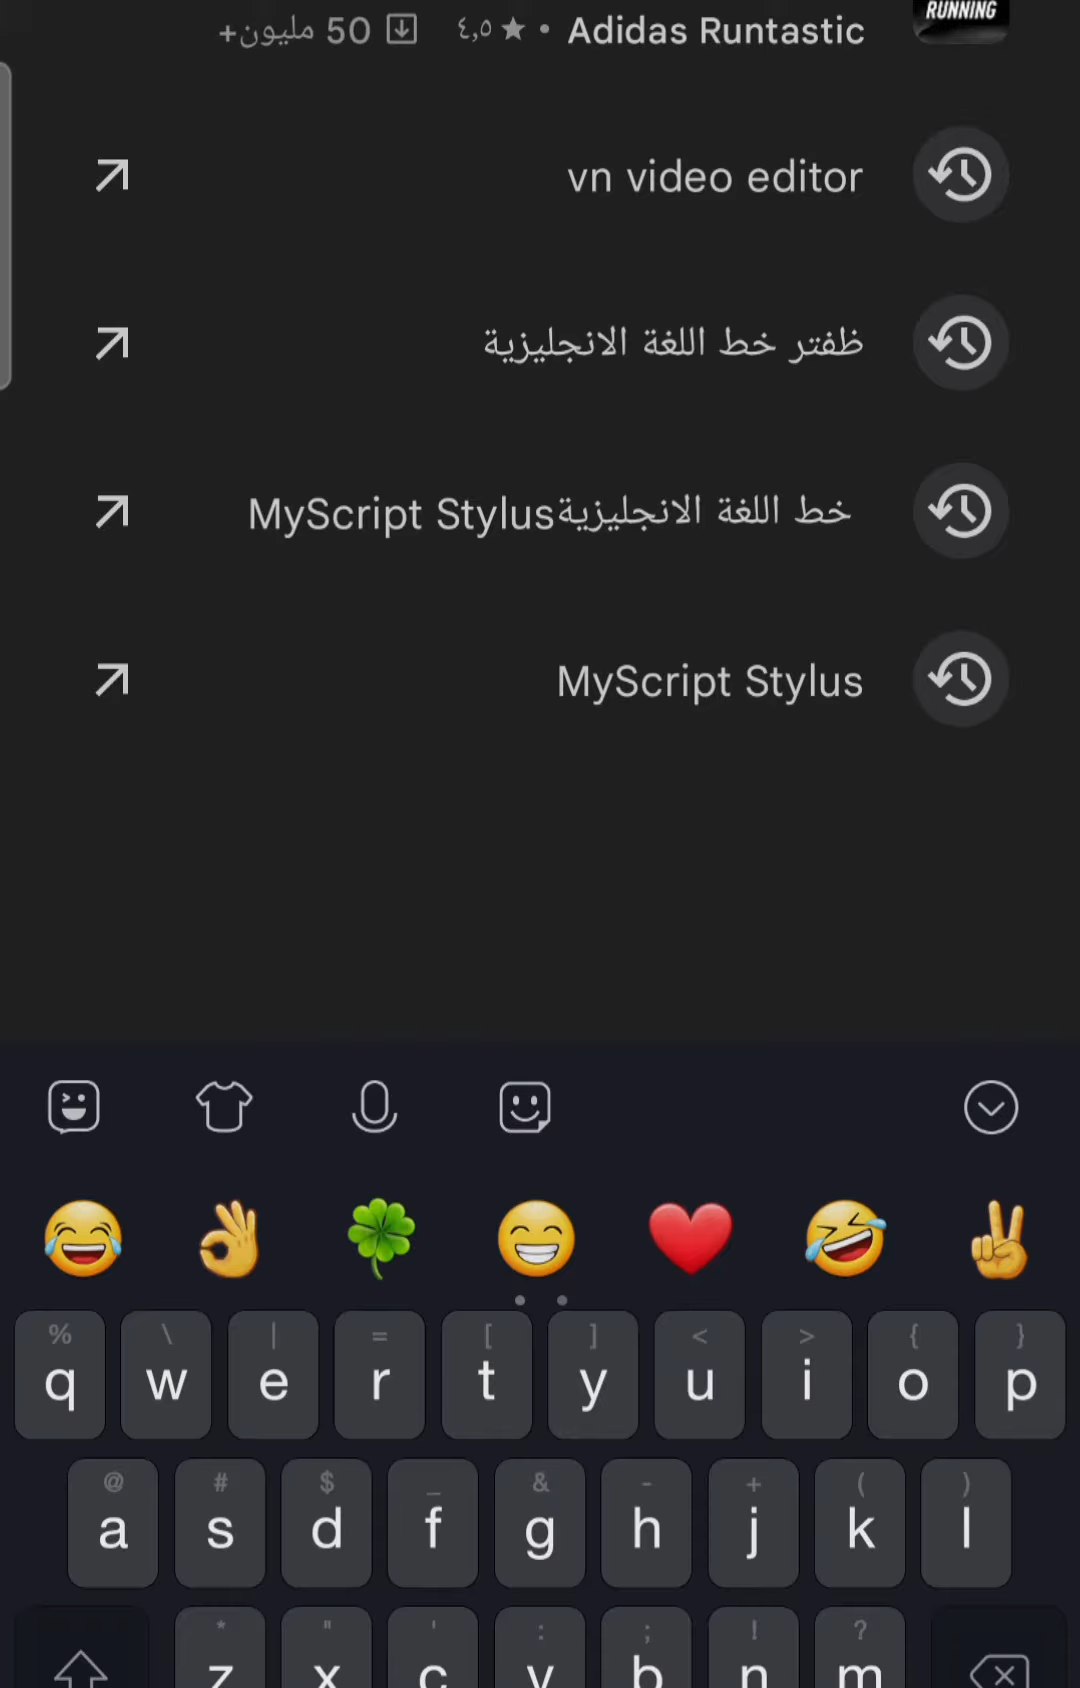 RUNNING
Adidas Runtastic • ★ ٤,٥ 50 مليون+
vn video editor
ظفتر خط اللغة الانجليزية
خط اللغة الانجليزيةMyScript Stylus
MyScript Stylus
% \ | = [ ] < > { }
q w e r t y u i o p
@ # $ _ & - + ( )
a s d f g h j k l
* " ' : ; ! ?
z x c v b n m